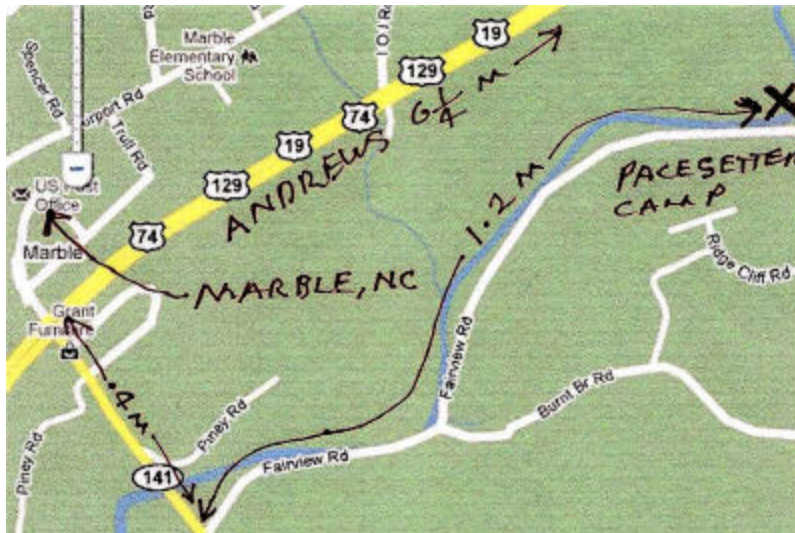 Marble
Elementary
School
Spencer Rd
Airport Rd
Trull Rd
19
129
6 1/4 M
74
19
ANDREWS
129
74
US Post
Office
Marble
MARBLE, NC
1.2 M
X
PACESETTER
CAMP
Ridge Cliff Rd
Grant
Furniture
.4 M
Piney Rd
Piney Rd
141
Fairview Rd
Fairview Rd
Burnt Br Rd